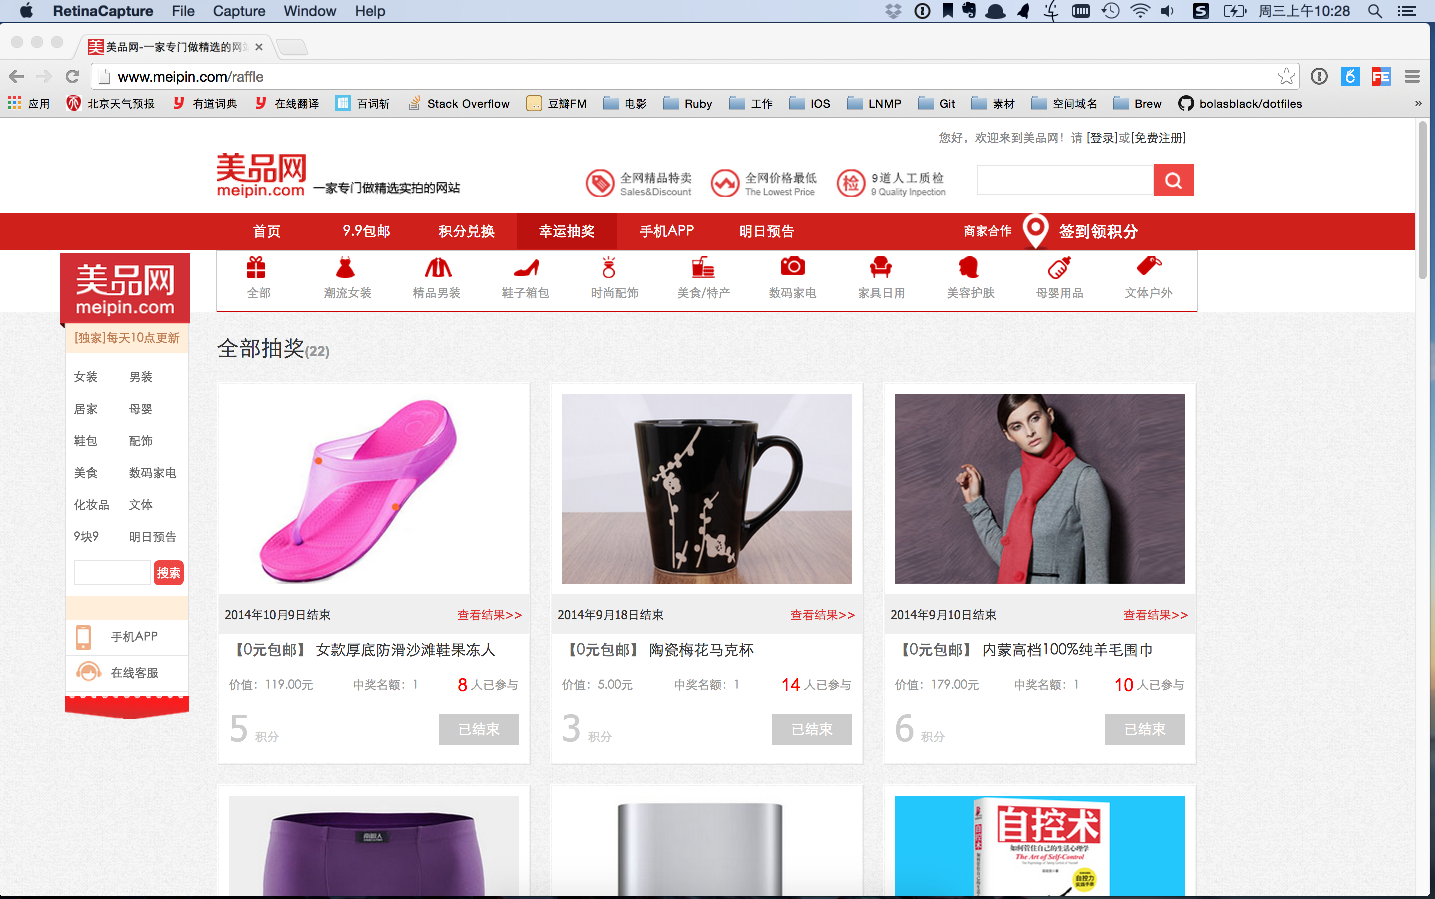 RetinaCapture File Capture Window Help
周三上午10:28
美品网-一家专门做精选的网站
www.meipin.com/raffle
应用 北京天气预报 有道词典 在线翻译 百词斩 Stack Overflow 豆瓣FM 电影 Ruby 工作 IOS LNMP Git 素材 空间域名 Brew bolasblack/dotfiles »
您好，欢迎来到美品网！请 [登录]或[免费注册]
美品网
meipin.com 一家专门做精选实拍的网站
全网精品特卖
Sales&Discount
全网价格最低
The Lowest Price
检
9道人工质检
9 Quality Inpection
首页 9.9包邮 积分兑换 幸运抽奖 手机APP 明日预告 商家合作 签到领积分
全部 潮流女装 精品男装 鞋子箱包 时尚配饰 美食/特产 数码家电 家具日用 美容护肤 母婴用品 文体户外
美品网
meipin.com
[独家]每天10点更新
女装 男装
居家 母婴
鞋包 配饰
美食 数码家电
化妆品 文体
9块9 明日预告
搜索
手机APP
在线客服
全部抽奖(22)
2014年10月9日结束 查看结果>>
【0元包邮】 女款厚底防滑沙滩鞋果冻人
价值：119.00元 中奖名额：1 8 人已参与
5 积分 已结束
2014年9月18日结束 查看结果>>
【0元包邮】 陶瓷梅花马克杯
价值：5.00元 中奖名额：1 14 人已参与
3 积分 已结束
2014年9月10日结束 查看结果>>
【0元包邮】 内蒙高档100%纯羊毛围巾
价值：179.00元 中奖名额：1 10 人已参与
6 积分 已结束
自控术
如何管住自己的生活心理学
The Art of Self-Control
自控力